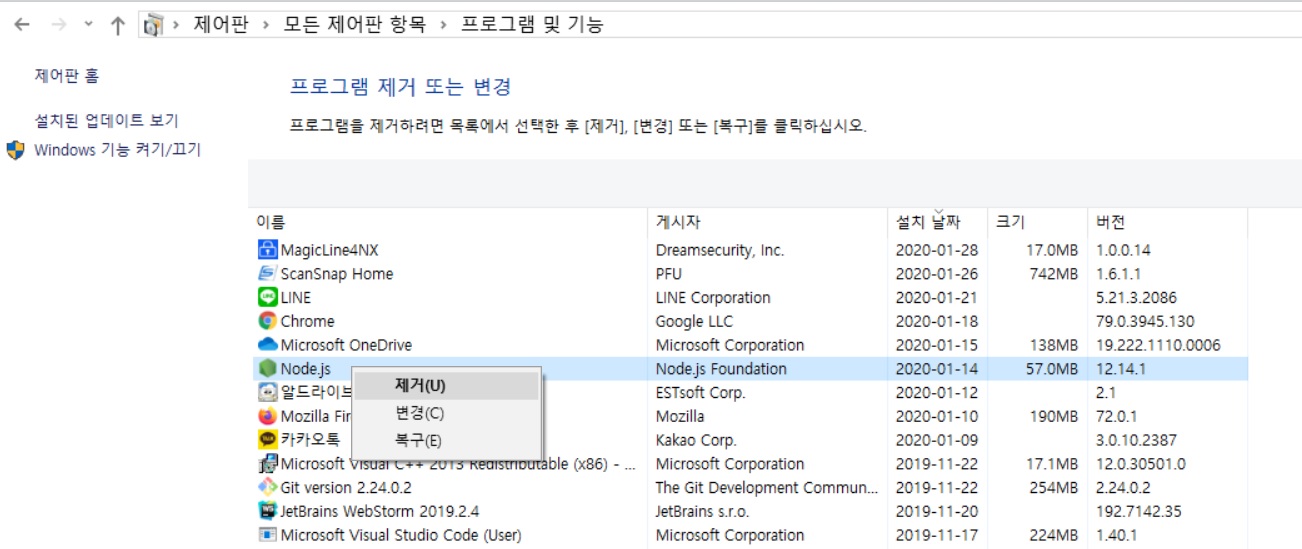 제어판 > 모든 제어판 항목 > 프로그램 및 기능
제어판 홈
설치된 업데이트 보기
Windows 기능 켜기/끄기
프로그램 제거 또는 변경
프로그램을 제거하려면 목록에서 선택한 후 [제거], [변경] 또는 [복구]를 클릭하십시오.
이름 게시자 설치 날짜 크기 버전
MagicLine4NX Dreamsecurity, Inc. 2020-01-28 17.0MB 1.0.0.14
ScanSnap Home PFU 2020-01-26 742MB 1.6.1.1
LINE LINE Corporation 2020-01-21 5.21.3.2086
Chrome Google LLC 2020-01-18 79.0.3945.130
Microsoft OneDrive Microsoft Corporation 2020-01-15 138MB 19.222.1110.0006
Node.js Node.js Foundation 2020-01-14 57.0MB 12.14.1
제거(U)
변경(C)
복구(E)
알드라이브 ESTsoft Corp. 2020-01-12 2.1
Mozilla Fir Mozilla 2020-01-10 190MB 72.0.1
카카오톡 Kakao Corp. 2020-01-09 3.0.10.2387
Microsoft Visual C++ 2013 Redistributable (x86) - ... Microsoft Corporation 2019-11-22 17.1MB 12.0.30501.0
Git version 2.24.0.2 The Git Development Commun... 2019-11-22 254MB 2.24.0.2
JetBrains WebStorm 2019.2.4 JetBrains s.r.o. 2019-11-20 192.7142.35
Microsoft Visual Studio Code (User) Microsoft Corporation 2019-11-17 224MB 1.40.1